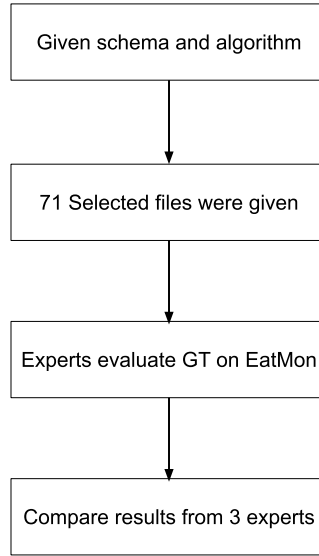 Given schema and algorithm
71 Selected files were given
Experts evaluate GT on EatMon
Compare results from 3 experts